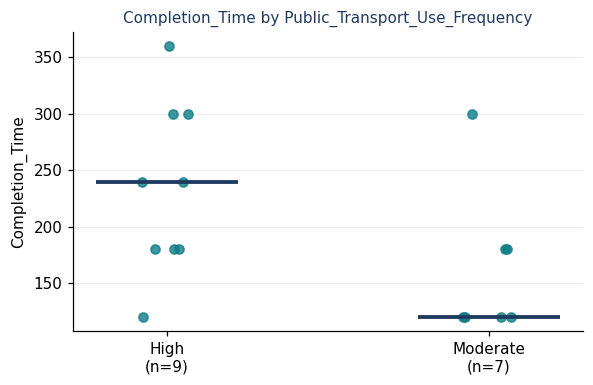 Completion_Time by Public_Transport_Use_Frequency
Completion_Time
350
300
250
200
150
High
(n=9)
Moderate
(n=7)